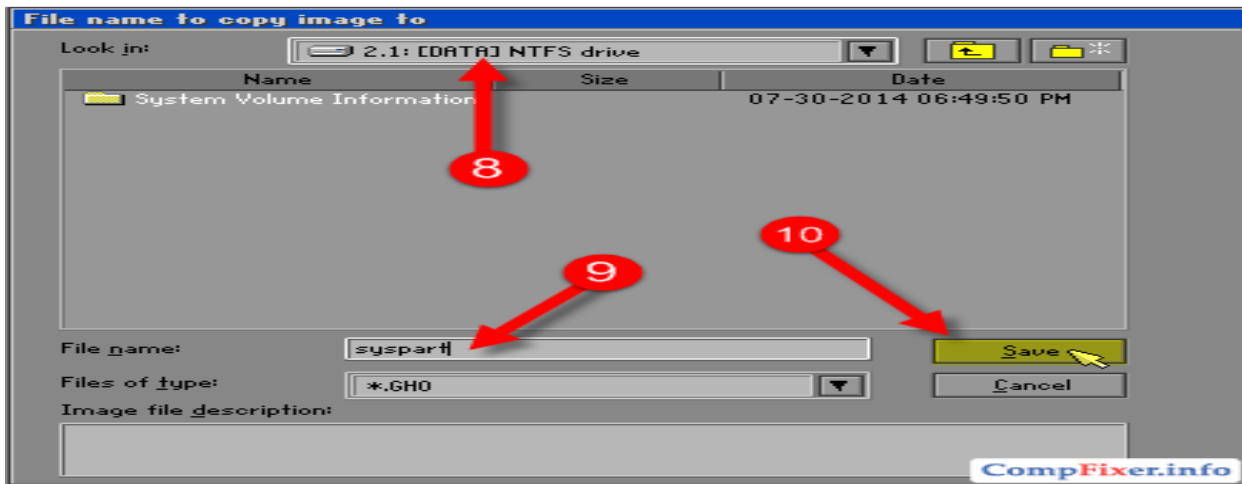 File name to copy image to
Look in: 2.1: [DATA] NTFS drive
Name Size Date
System Volume Information 07-30-2014 06:49:50 PM
8
10
9
File name: syspart Save
Files of type: *.GHO Cancel
Image file description:
CompFixer.info